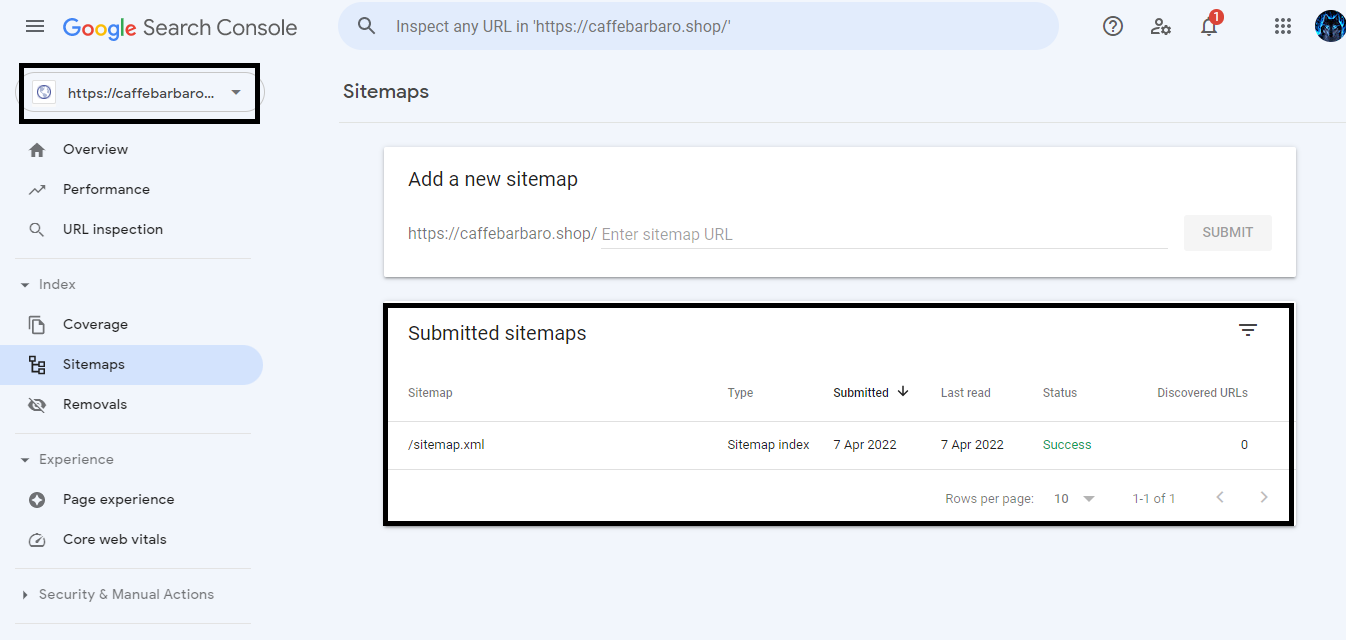 Google Search Console
Inspect any URL in 'https://caffebarbaro.shop/'
1
https://caffebarbaro...
Overview
Performance
URL inspection
Index
Coverage
Sitemaps
Removals
Experience
Page experience
Core web vitals
Security & Manual Actions
Sitemaps
Add a new sitemap
https://caffebarbaro.shop/ Enter sitemap URL
SUBMIT
Submitted sitemaps
Sitemap Type Submitted Last read Status Discovered URLs
/sitemap.xml Sitemap index 7 Apr 2022 7 Apr 2022 Success 0
Rows per page: 10 1-1 of 1